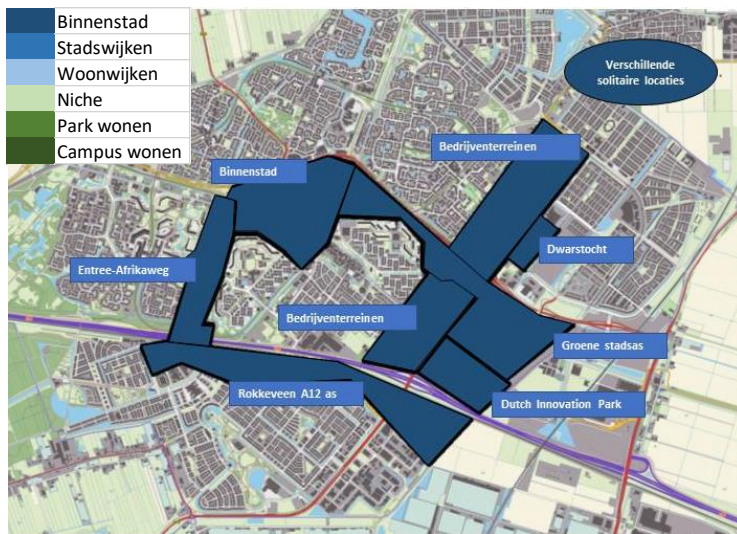 Binnenstad
Stadswijken
Woonwijken
Niche
Park wonen
Campus wonen
Verschillende
solitaire locaties
Bedrijventerreinen
Binnenstad
Dwarstocht
Entree-Afrikaweg
Bedrijventerreinen
Groene stadsas
Rokkeveen A12 as
Dutch Innovation Park